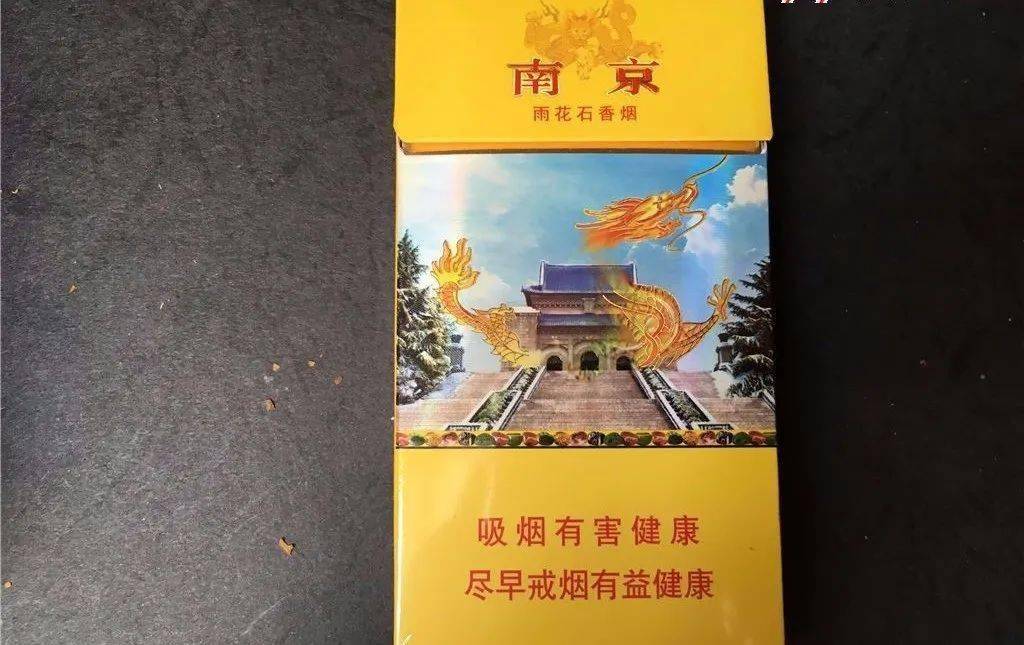 南京
雨花石香烟
吸烟有害健康
尽早戒烟有益健康